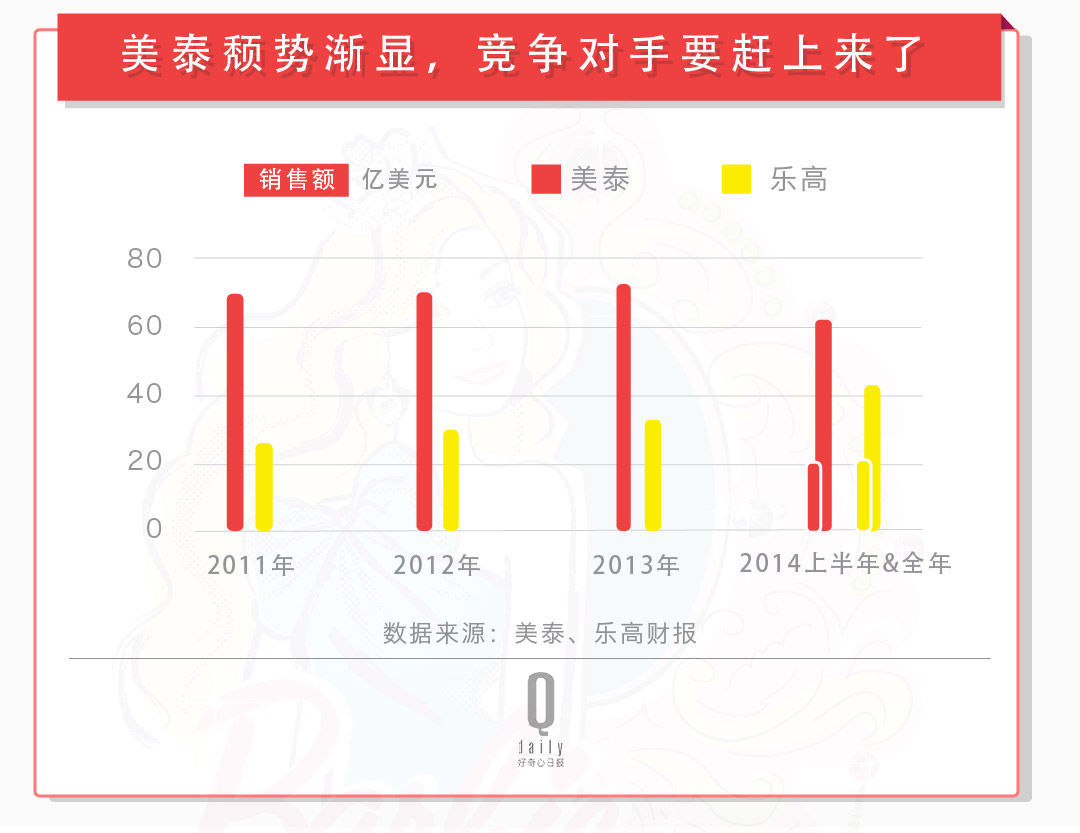 美泰颓势渐显，竞争对手要赶上来了
销售额 亿美元 美泰 乐高
80
60
40
20
0
2011年 2012年 2013年 2014上半年&全年
数据来源：美泰、乐高财报
Q
daily
好奇心日报
Barbie